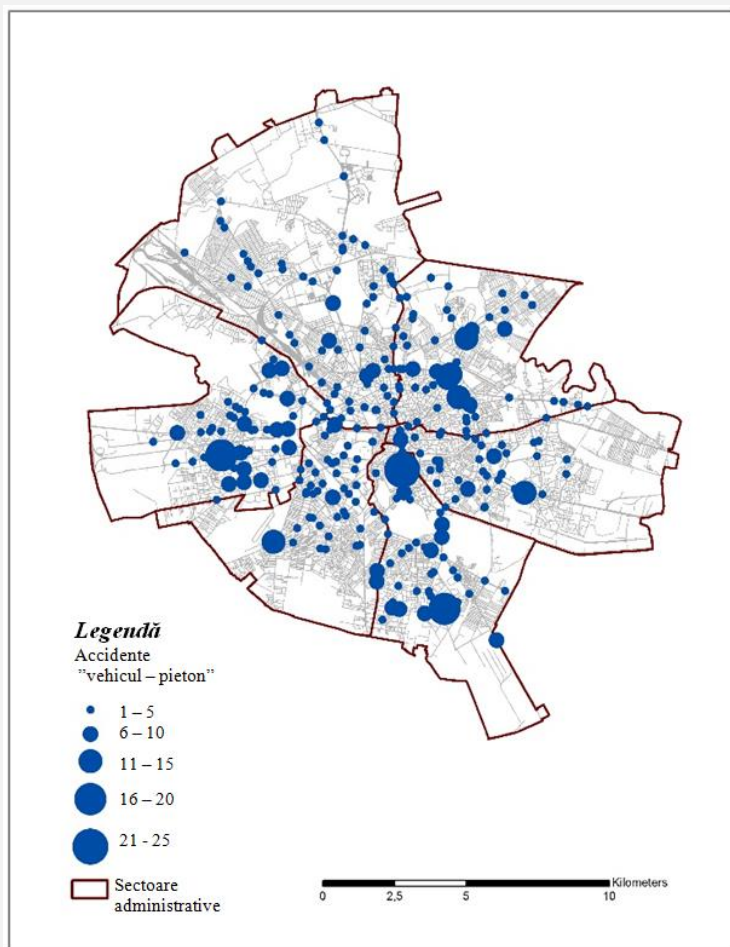 Legendă
Accidente
”vehicul – pieton”
1 – 5
6 – 10
11 – 15
16 – 20
21 - 25
Sectoare
administrative
Kilometers
0 2,5 5 10